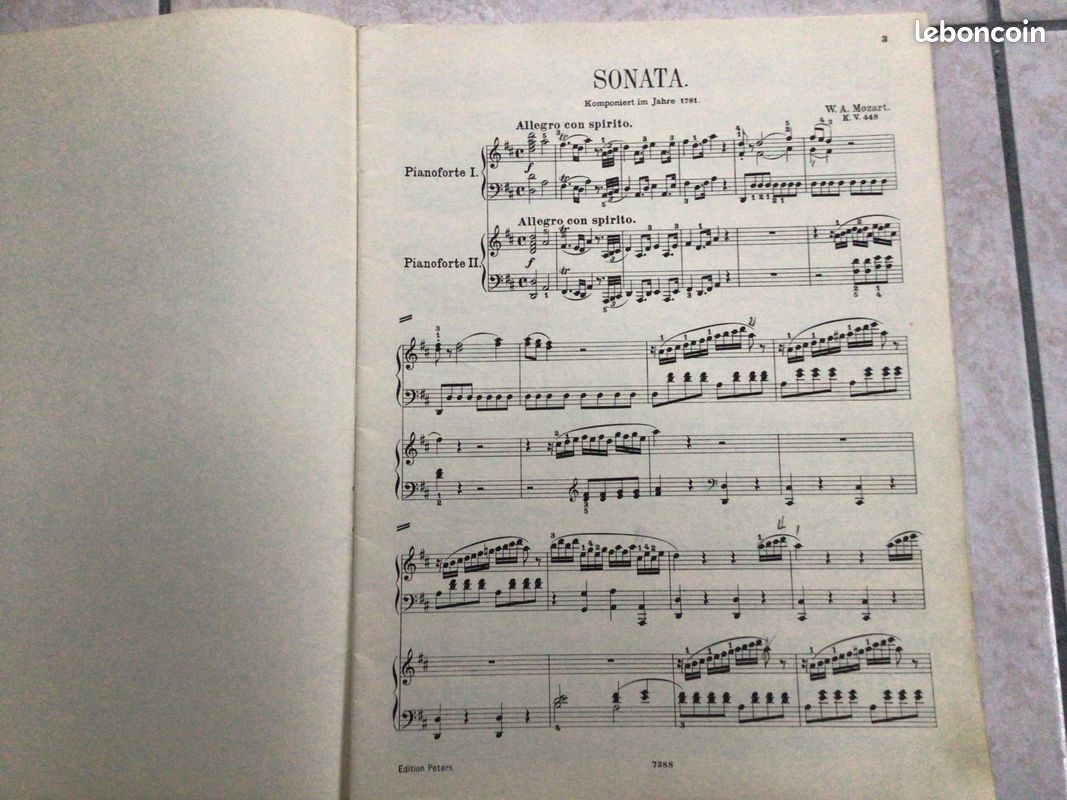 leboncoin
3
SONATA.
Komponiert im Jahre 1781.
W. A. Mozart.
K. V. 448
Allegro con spirito.
Pianoforte I.
Allegro con spirito.
Pianoforte II.
Edition Peters.
7388